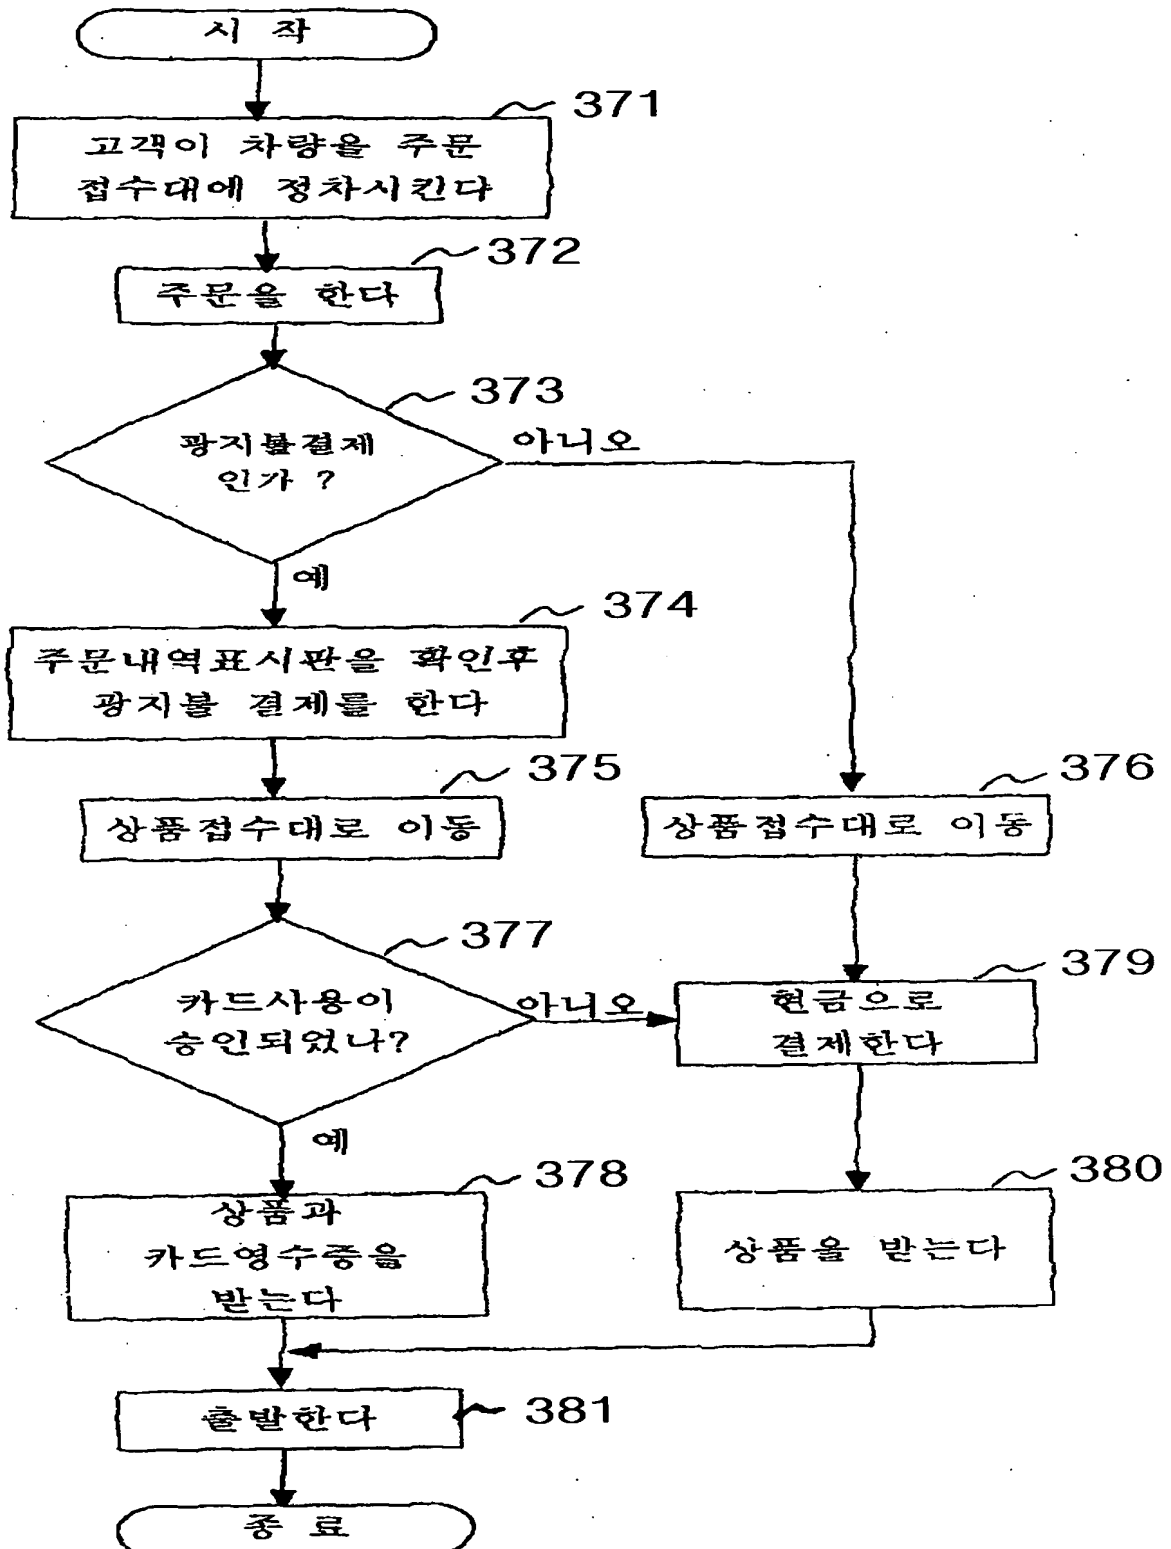 시 작
371
고객이 차량을 주문
접수대에 정차시킨다
372
주문을 한다
373
광지불결제
인가 ?
아니오
예
374
주문내역표시판을 확인후
광지불 결제를 한다
375
상품접수대로 이동
376
상품접수대로 이동
377
카드사용이
승인되었나?
아니오
379
현금으로
결제한다
예
378
상품과
카드영수증을
받는다
380
상품을 받는다
381
출발한다
종 료